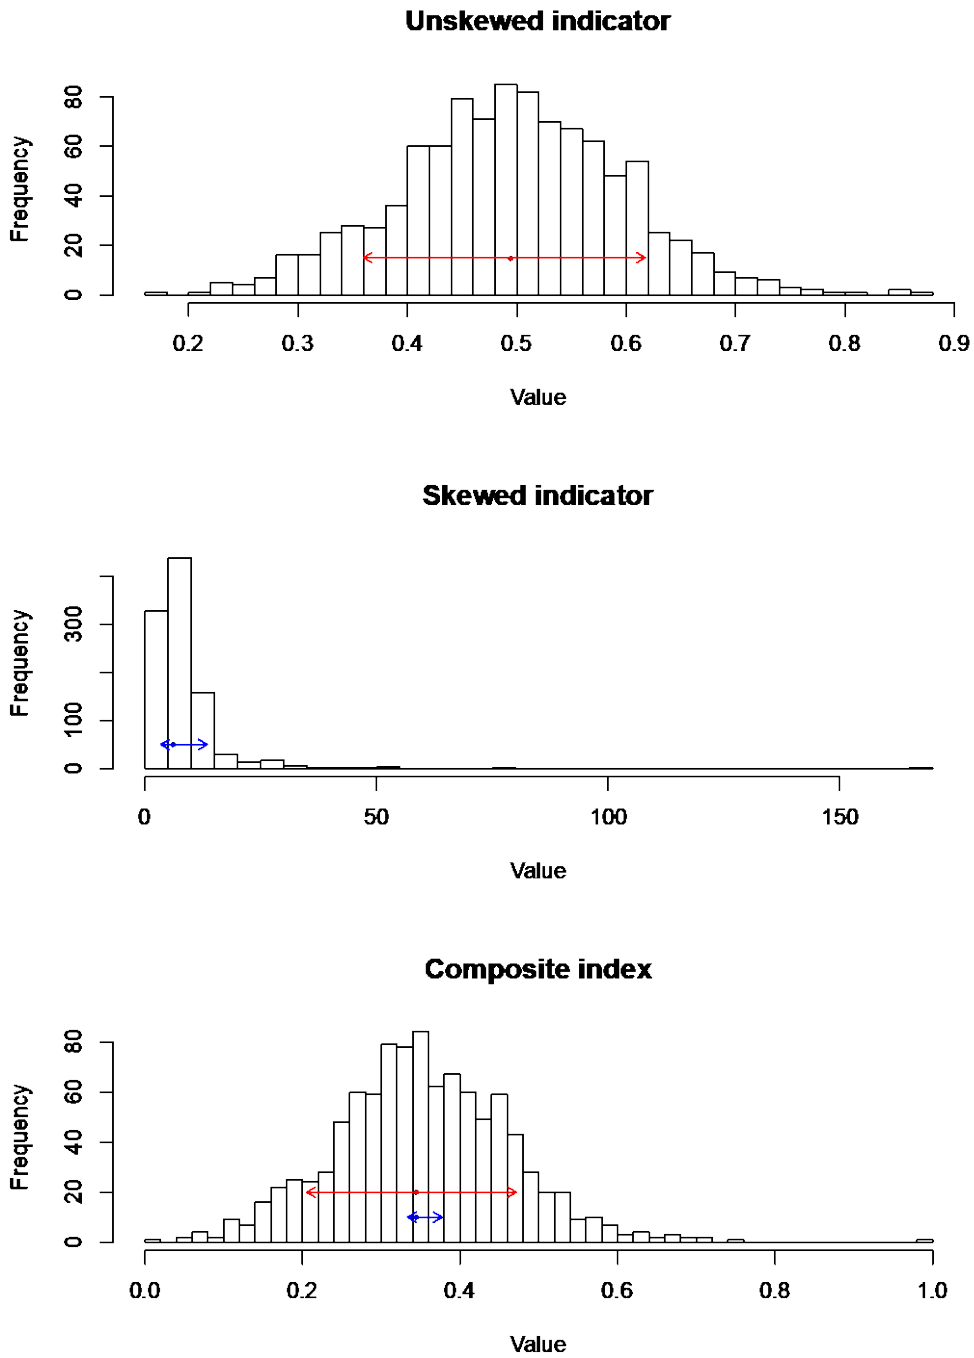 Unskewed indicator
Frequency
80
60
40
20
0
0.2 0.3 0.4 0.5 0.6 0.7 0.8 0.9
Value
Skewed indicator
Frequency
300
100
0
0 50 100 150
Value
Composite index
Frequency
80
60
40
20
0
0.0 0.2 0.4 0.6 0.8 1.0
Value